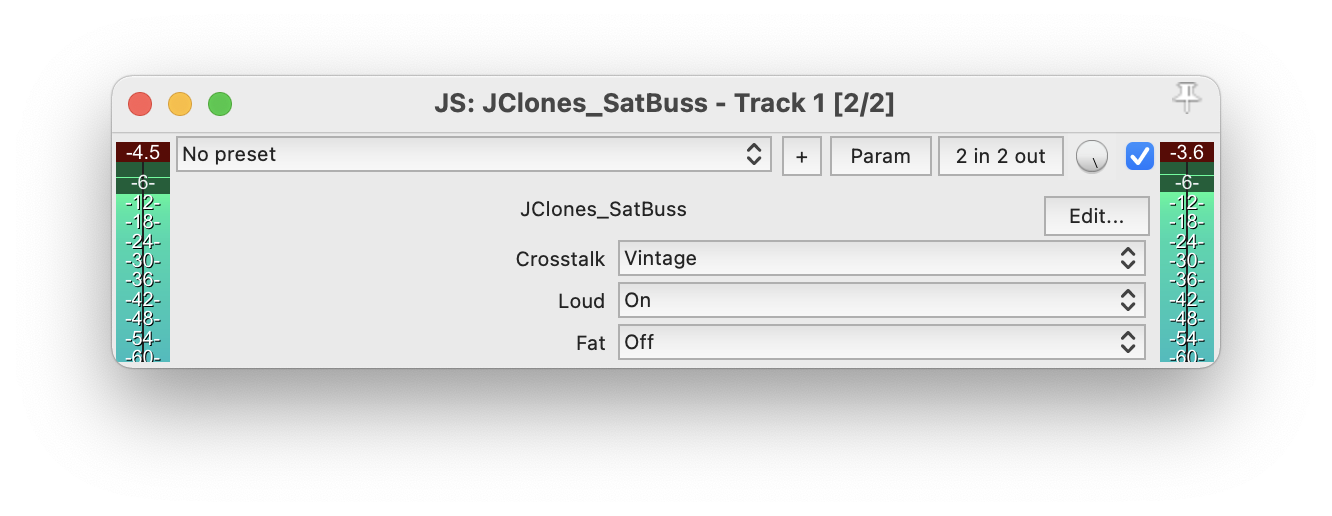 JS: JClones_SatBuss - Track 1 [2/2]
-4.5
No preset
+
Param
2 in 2 out
-3.6
-6-
-12-
-18-
-24-
-30-
-36-
-42-
-48-
-54-
-60-
JClones_SatBuss
Edit...
Crosstalk
Vintage
Loud
On
Fat
Off
-6-
-12-
-18-
-24-
-30-
-36-
-42-
-48-
-54-
-60-